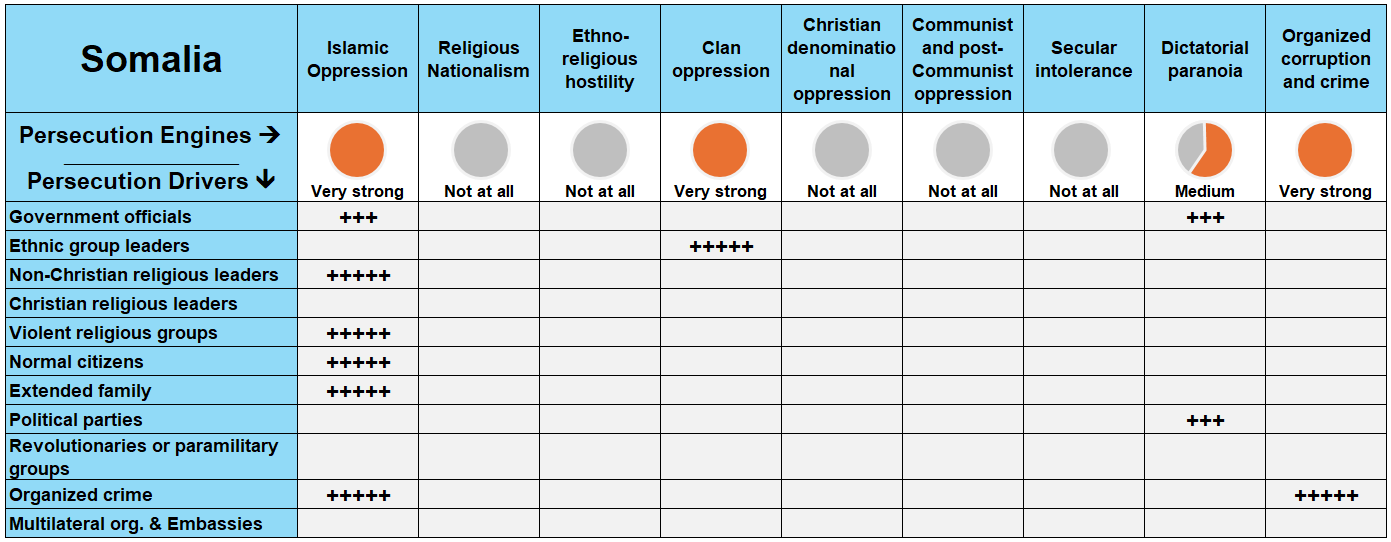 Somalia
Islamic
Oppression
Religious
Nationalism
Ethno-
religious
hostility
Clan
oppression
Christian
denominatio
nal
oppression
Communist
and post-
Communist
oppression
Secular
intolerance
Dictatorial
paranoia
Organized
corruption
and crime
Persecution Engines →
Persecution Drivers ↓
Very strong
Not at all
Not at all
Very strong
Not at all
Not at all
Not at all
Medium
Very strong
Government officials +++ +++
Ethnic group leaders +++++
Non-Christian religious leaders +++++
Christian religious leaders
Violent religious groups +++++
Normal citizens +++++
Extended family +++++
Political parties +++
Revolutionaries or paramilitary
groups
Organized crime +++++ +++++
Multilateral org. & Embassies